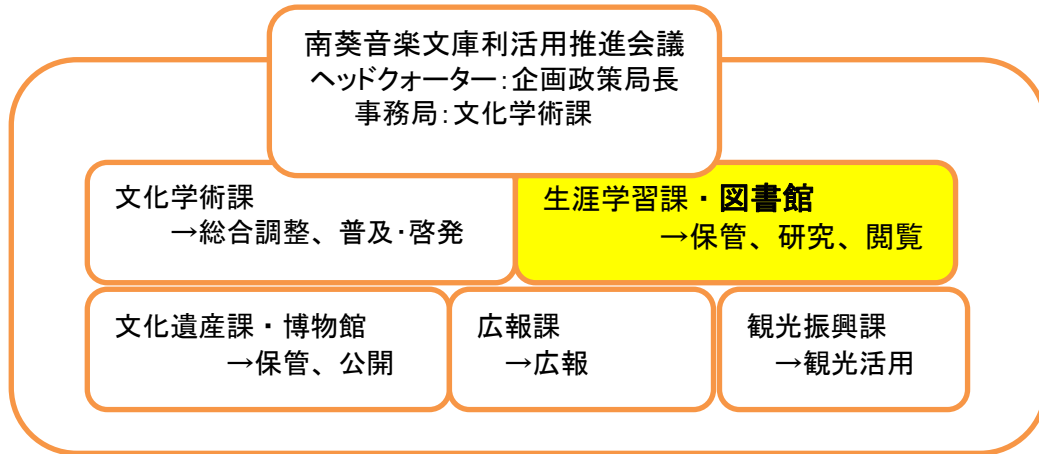 南葵音楽文庫利活用推進会議
ヘッドクォーター：企画政策局長
事務局：文化学術課
文化学術課
→総合調整、普及・啓発
生涯学習課・図書館
→保管、研究、閲覧
文化遺産課・博物館
→保管、公開
広報課
→広報
観光振興課
→観光活用